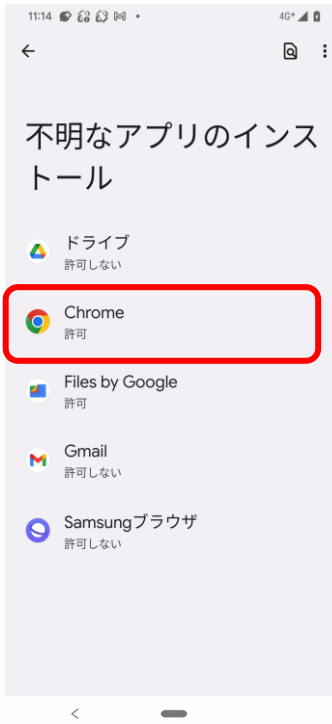 11:14 4G+
不明なアプリのインス
トール
ドライブ
許可しない
Chrome
許可
Files by Google
許可
Gmail
許可しない
Samsungブラウザ
許可しない